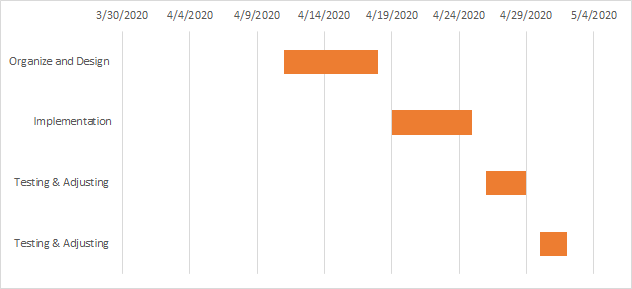 3/30/2020 4/4/2020 4/9/2020 4/14/2020 4/19/2020 4/24/2020 4/29/2020 5/4/2020
Organize and Design
Implementation
Testing & Adjusting
Testing & Adjusting